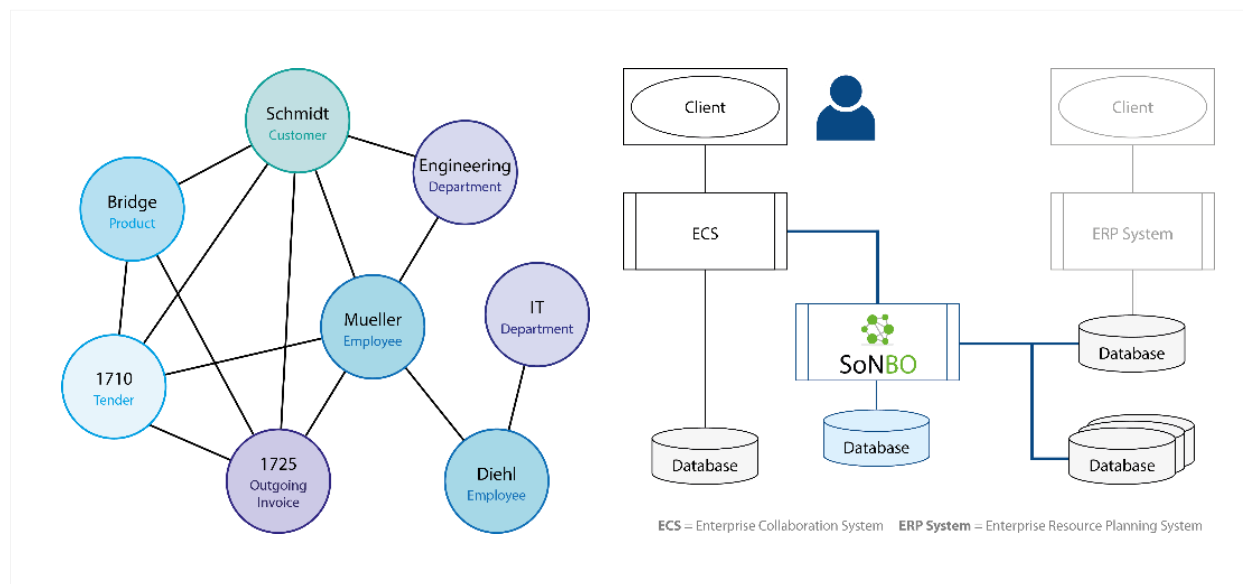 Schmidt
Customer
Engineering
Department
Bridge
Product
IT
Department
Mueller
Employee
1710
Tender
1725
Outgoing
Invoice
Diehl
Employee
Client
Client
ECS
ERP System
SoNBO
Database
Database
Database
Database
ECS = Enterprise Collaboration System ERP System = Enterprise Resource Planning System